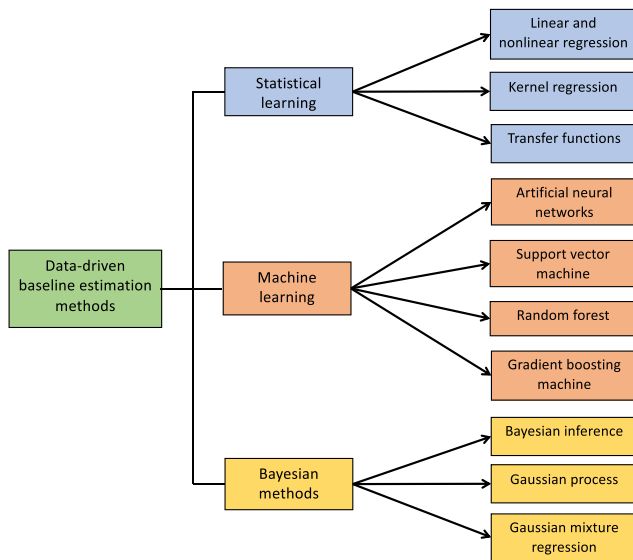 Linear and
nonlinear regression
Statistical
learning
Kernel regression
Transfer functions
Artificial neural
networks
Data-driven
baseline estimation
methods
Machine
learning
Support vector
machine
Random forest
Gradient boosting
machine
Bayesian inference
Bayesian
methods
Gaussian process
Gaussian mixture
regression